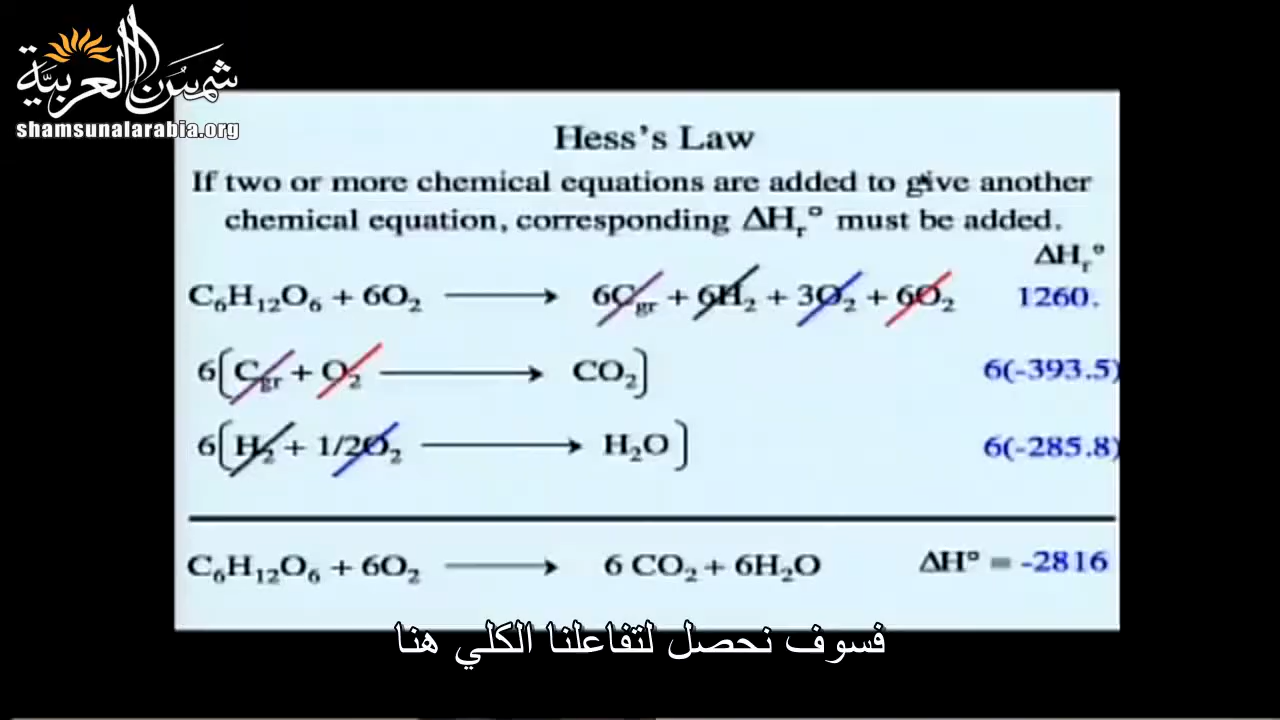 شمس العربية
shamsunalarabia.org
Hess's Law
If two or more chemical equations are added to give another
chemical equation, corresponding ΔHᵣ° must be added.
ΔHᵣ°
C₆H₁₂O₆ + 6O₂ ⟶ 6C_gr + 6H₂ + 3O₂ + 6O₂ 1260.
6[C_gr + O₂ ⟶ CO₂] 6(-393.5)
6[H₂ + 1/2O₂ ⟶ H₂O] 6(-285.8)
C₆H₁₂O₆ + 6O₂ ⟶ 6 CO₂ + 6H₂O ΔH° = -2816
فسوف نحصل لتفاعلنا الكلي هنا